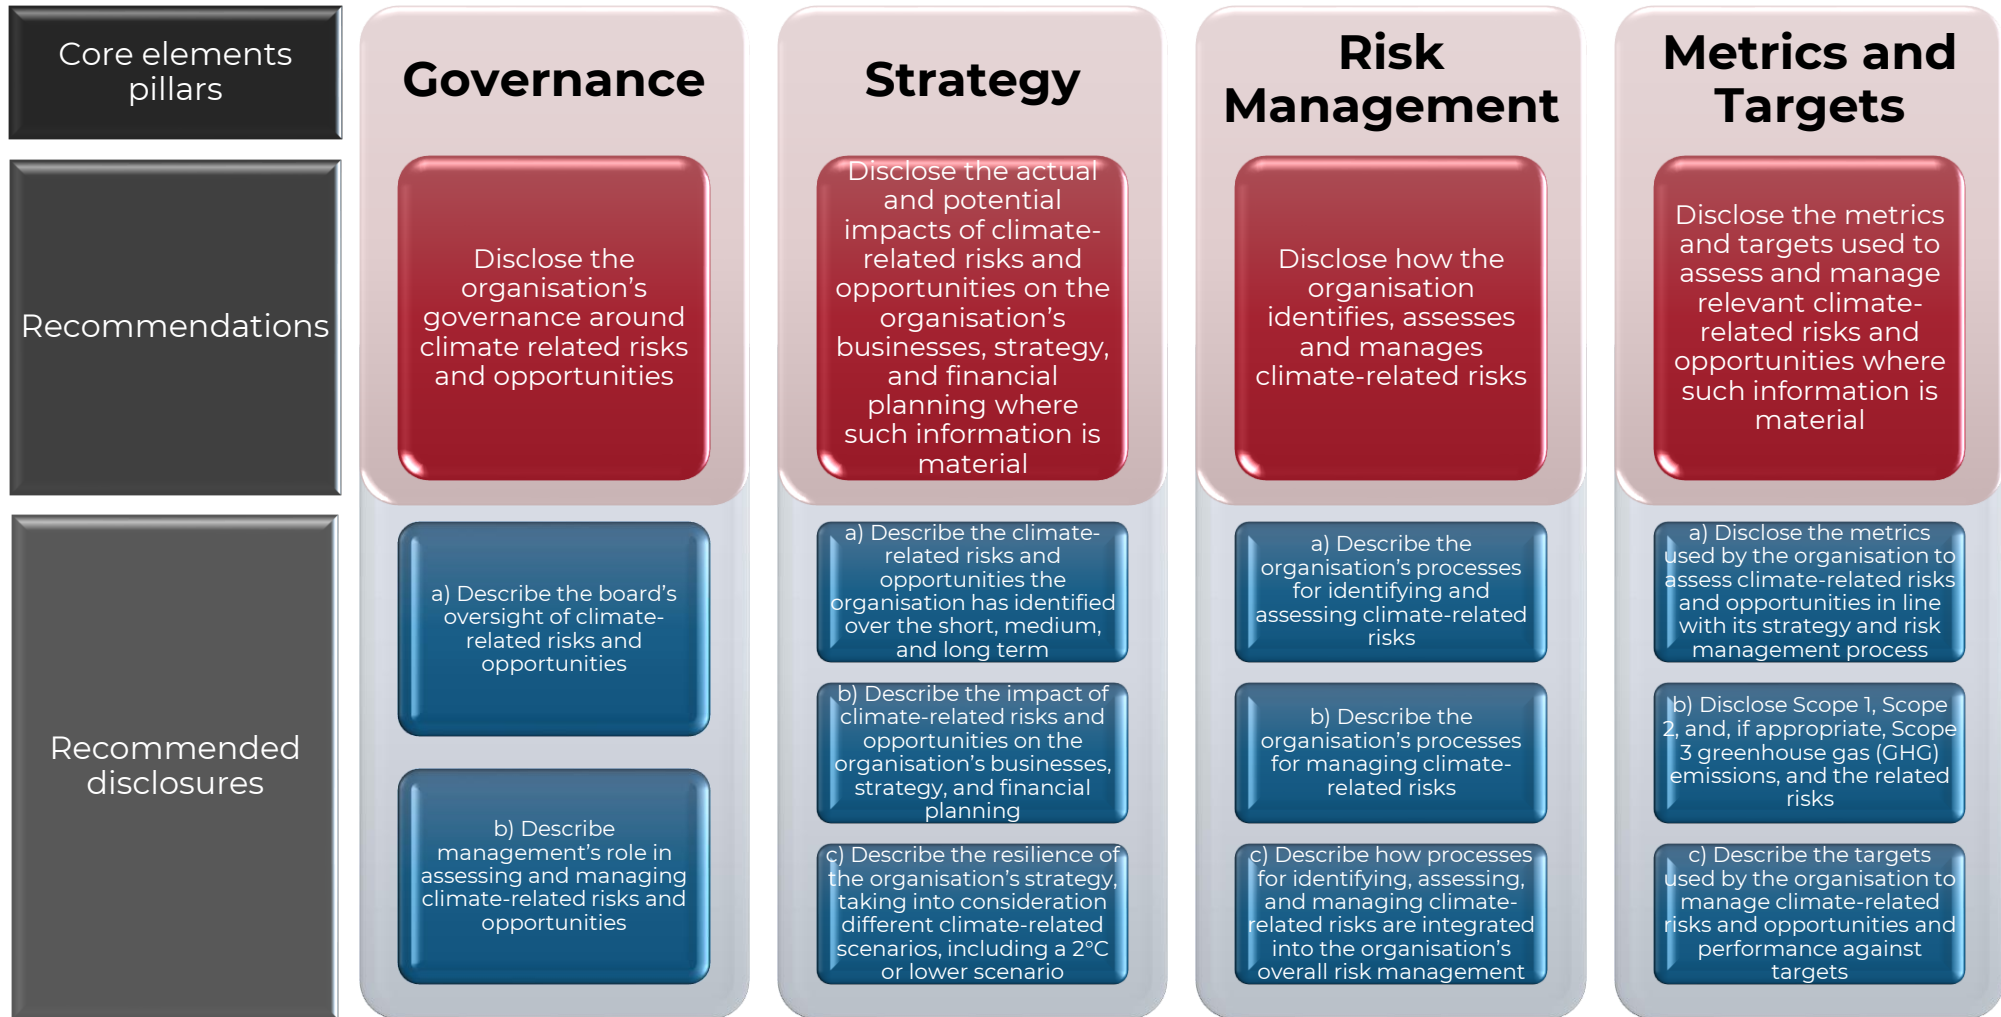 Core elements
pillars
Governance
Strategy
Risk
Management
Metrics and
Targets
Recommendations
Disclose the
organisation’s
governance around
climate related risks
and opportunities
Disclose the actual
and potential
impacts of climate-
related risks and
opportunities on the
organisation’s
businesses, strategy,
and financial
planning where
such information is
material
Disclose how the
organisation
identifies, assesses
and manages
climate-related risks
Disclose the metrics
and targets used to
assess and manage
relevant climate-
related risks and
opportunities where
such information is
material
Recommended
disclosures
a) Describe the board’s
oversight of climate-
related risks and
opportunities
b) Describe
management’s role in
assessing and managing
climate-related risks and
opportunities
a) Describe the climate-
related risks and
opportunities the
organisation has identified
over the short, medium,
and long term
b) Describe the impact of
climate-related risks and
opportunities on the
organisation’s businesses,
strategy, and financial
planning
c) Describe the resilience of
the organisation’s strategy,
taking into consideration
different climate-related
scenarios, including a 2°C
or lower scenario
a) Describe the
organisation’s processes
for identifying and
assessing climate-related
risks
b) Describe the
organisation’s processes
for managing climate-
related risks
c) Describe how processes
for identifying, assessing,
and managing climate-
related risks are integrated
into the organisation’s
overall risk management
a) Disclose the metrics
used by the organisation to
assess climate-related risks
and opportunities in line
with its strategy and risk
management process
b) Disclose Scope 1, Scope
2, and, if appropriate, Scope
3 greenhouse gas (GHG)
emissions, and the related
risks
c) Describe the targets
used by the organisation to
manage climate-related
risks and opportunities and
performance against
targets